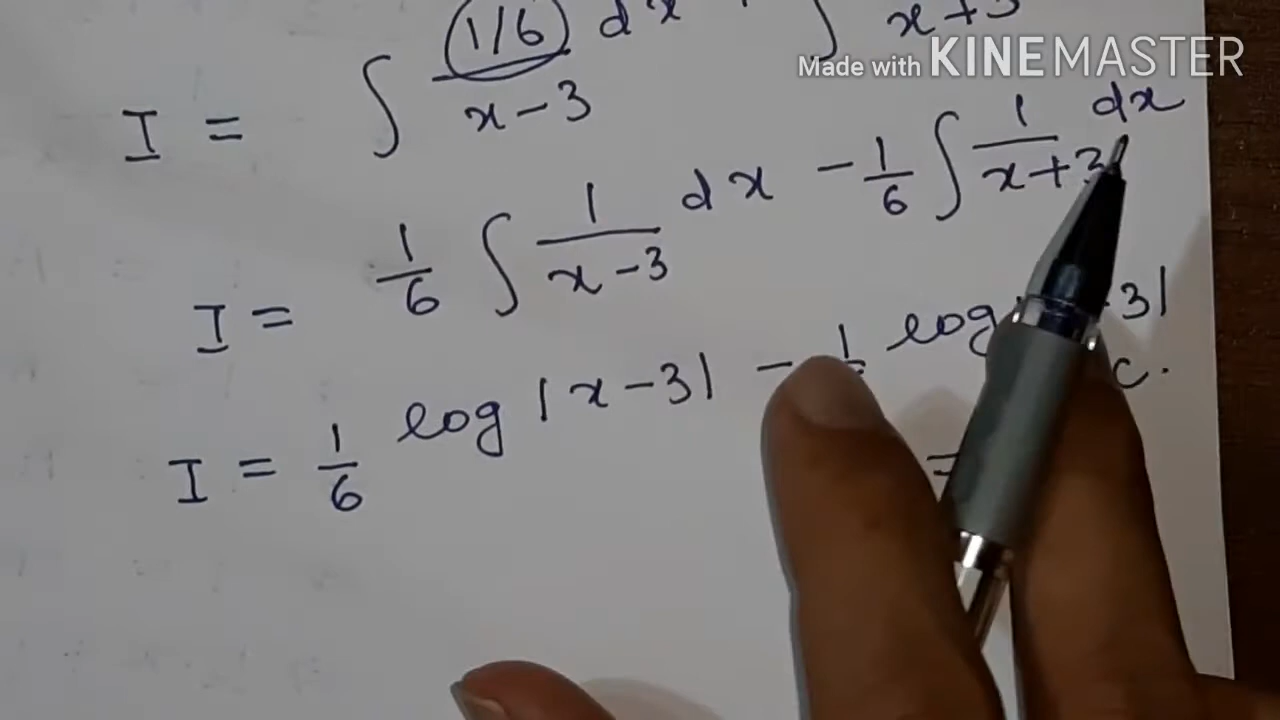 I = ∫ (1/6)/(x-3) dx ∫ x+3
Made with KINEMASTER
I = 1/6 ∫ 1/(x-3) dx - 1/6 ∫ 1/(x+3) dx
I = 1/6 log |x-3| - log 3|
c.
=